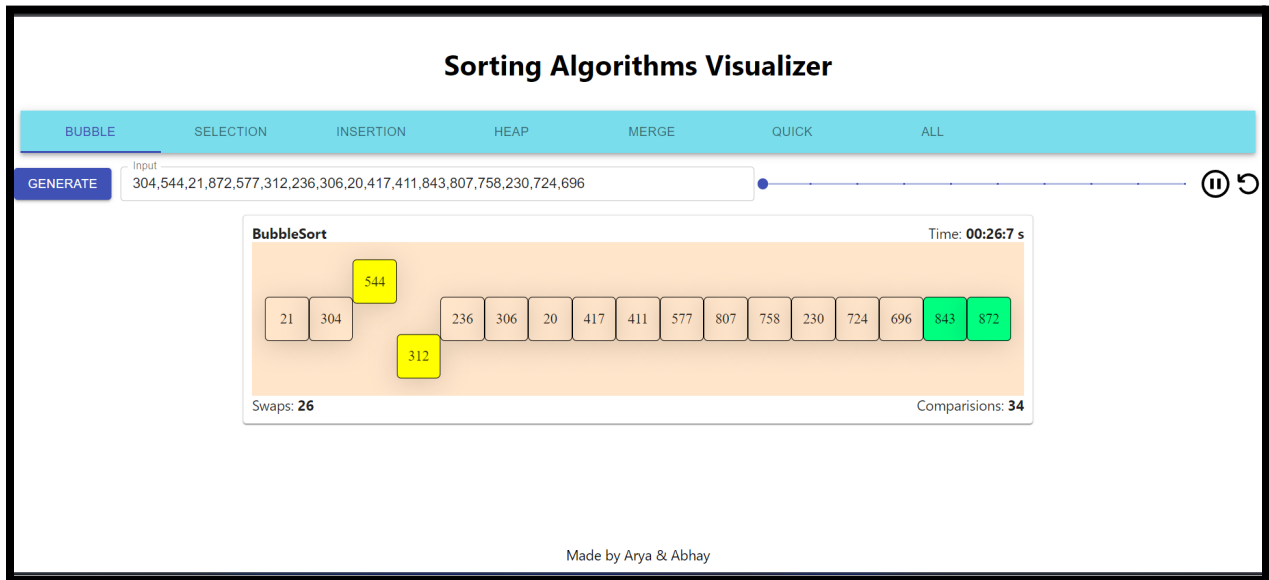 Sorting Algorithms Visualizer
BUBBLE SELECTION INSERTION HEAP MERGE QUICK ALL
GENERATE
Input
304,544,21,872,577,312,236,306,20,417,411,843,807,758,230,724,696
BubbleSort Time: 00:26:7 s
544
21 304 236 306 20 417 411 577 807 758 230 724 696 843 872
312
Swaps: 26 Comparisions: 34
Made by Arya & Abhay